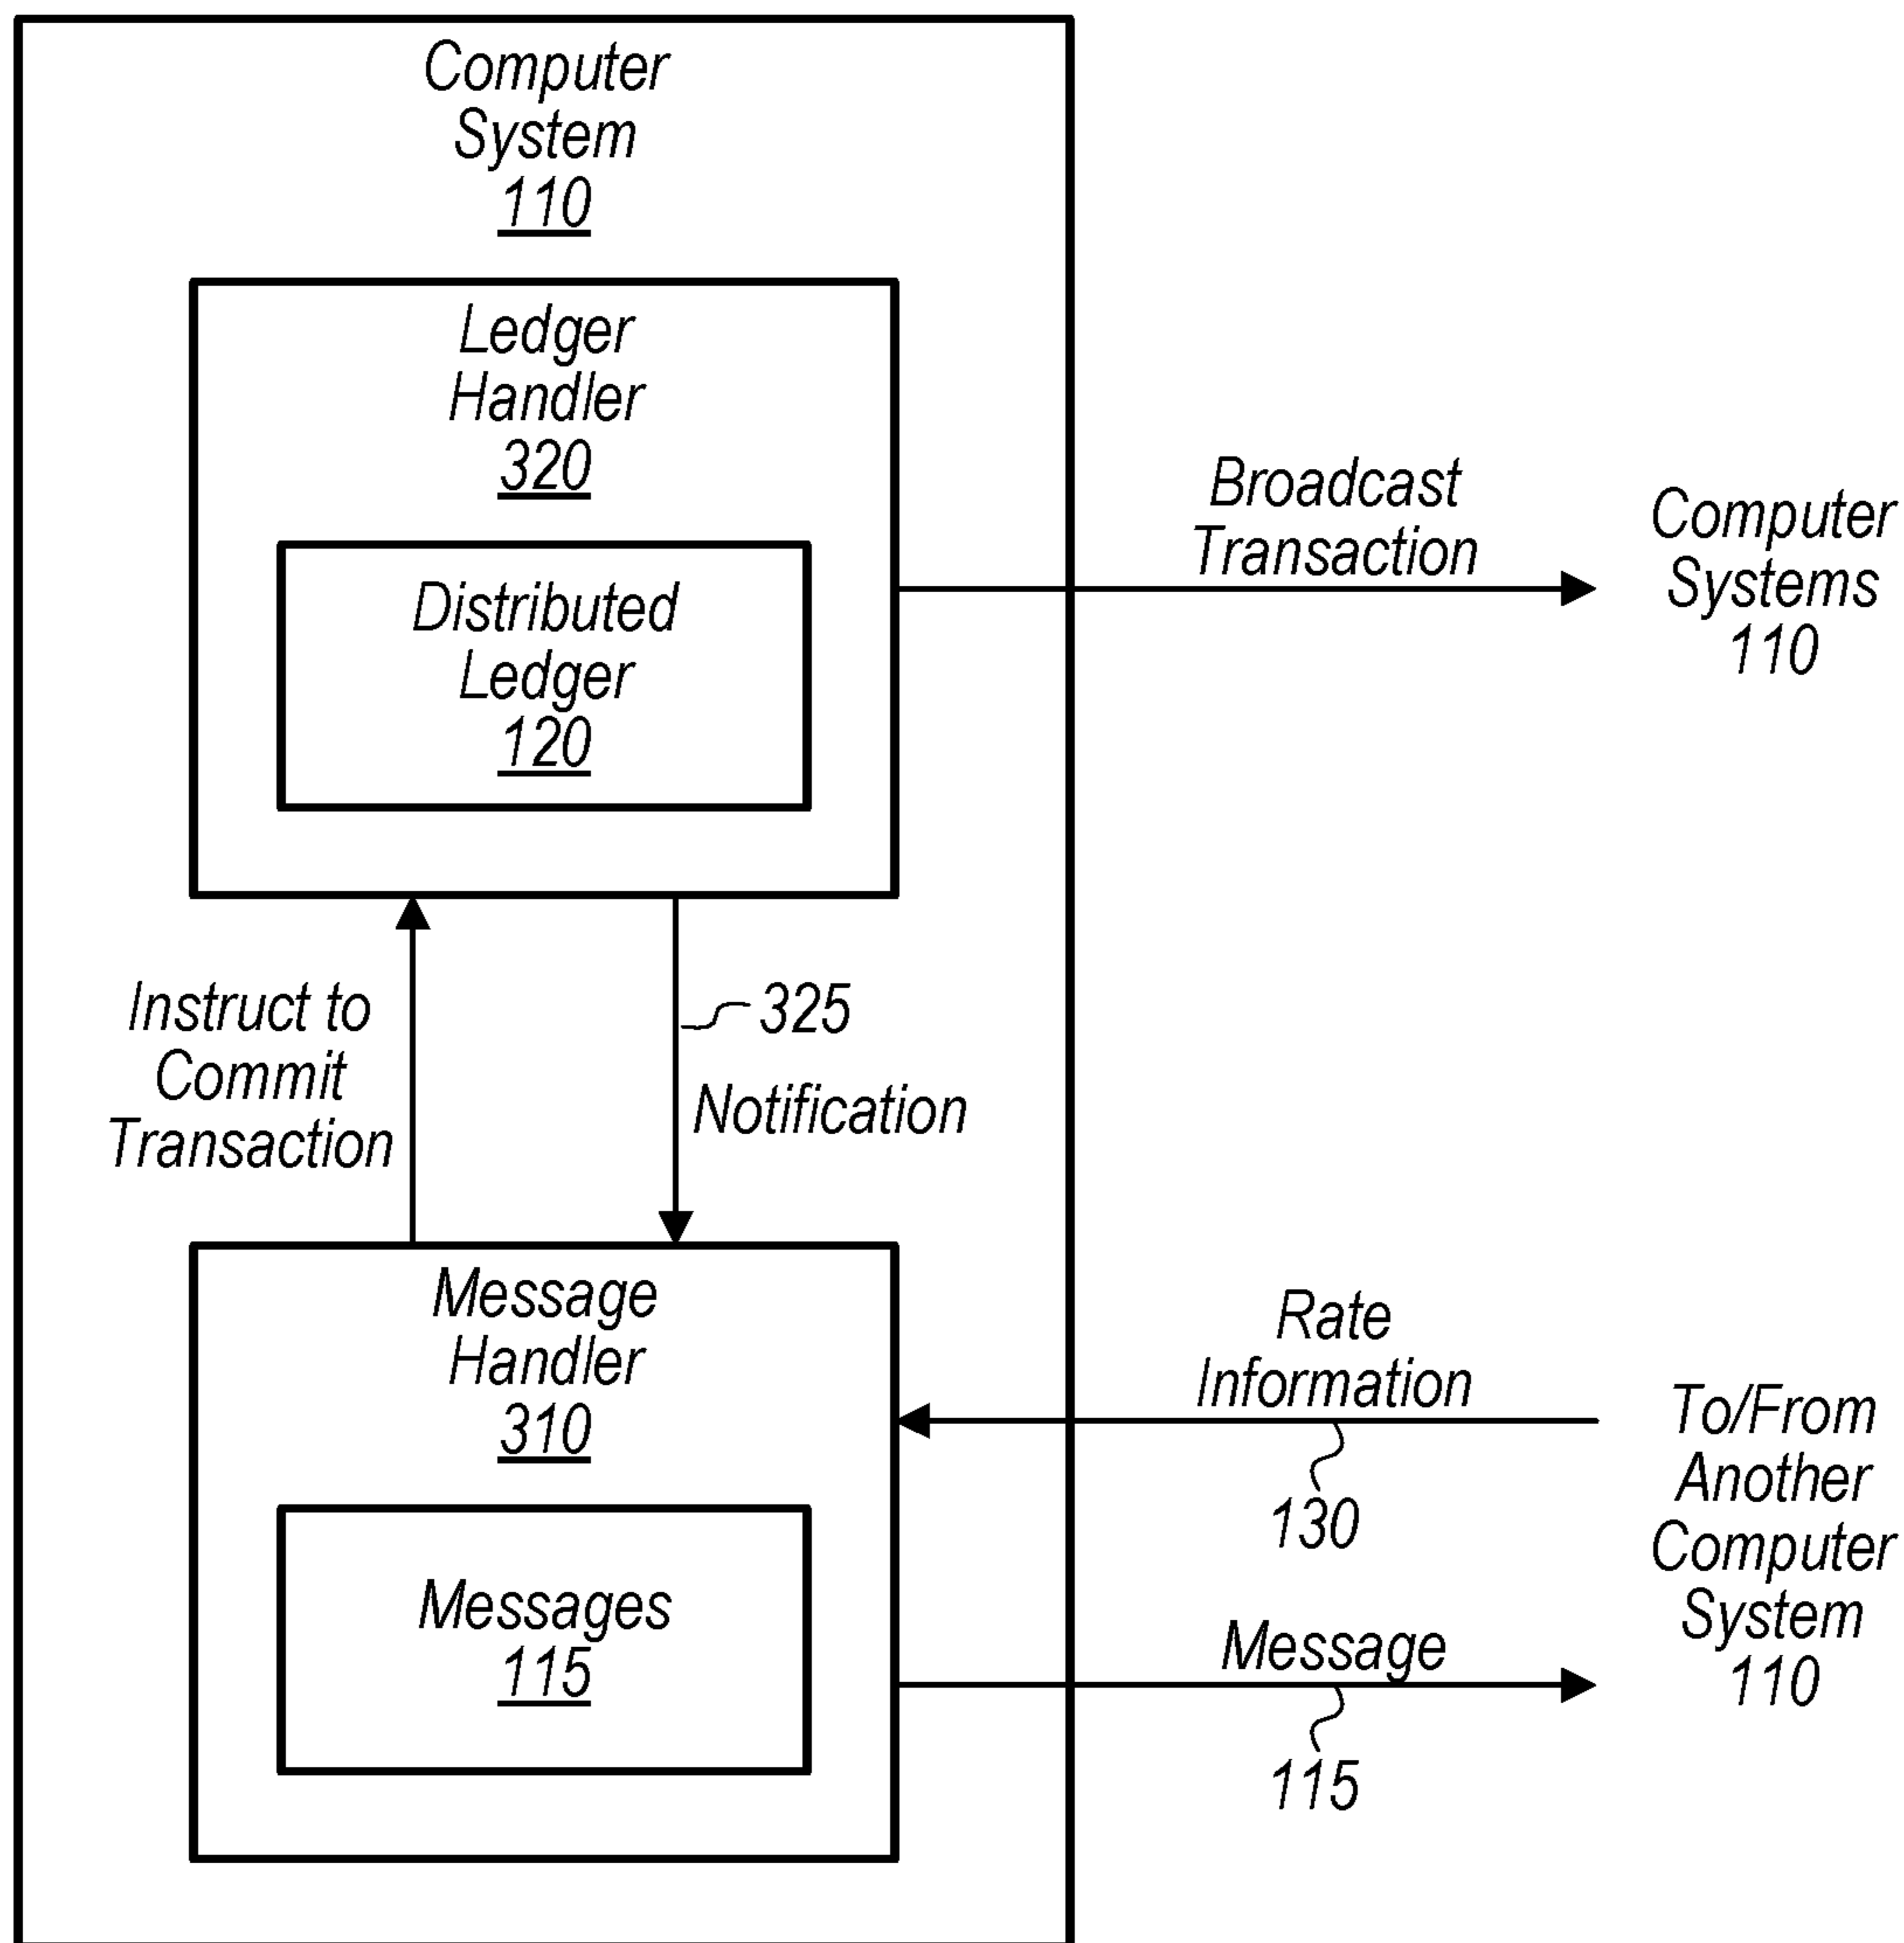 Computer
System
110
Ledger
Handler
320
Distributed
Ledger
120
Broadcast
Transaction
Computer
Systems
110
Instruct to
Commit
Transaction
325
Notification
Message
Handler
310
Messages
115
Rate
Information
130
Message
115
To/From
Another
Computer
System
110